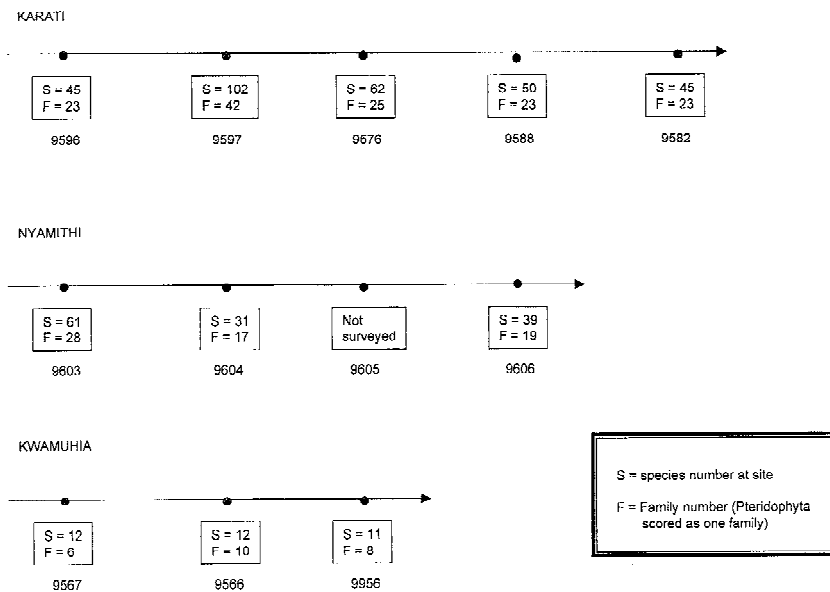 KARATI
S = 45
F = 23
9596
S = 102
F = 42
9597
S = 62
F = 25
9576
S = 50
F = 23
9588
S = 45
F = 23
9582
NYAMITHI
S = 61
F = 28
9603
S = 31
F = 17
9604
Not
surveyed
9605
S = 39
F = 19
9606
KWAMUHIA
S = 12
F = 6
9567
S = 12
F = 10
9566
S = 11
F = 8
9956
S = species number at site
F = Family number (Pteridophyta
scored as one family)